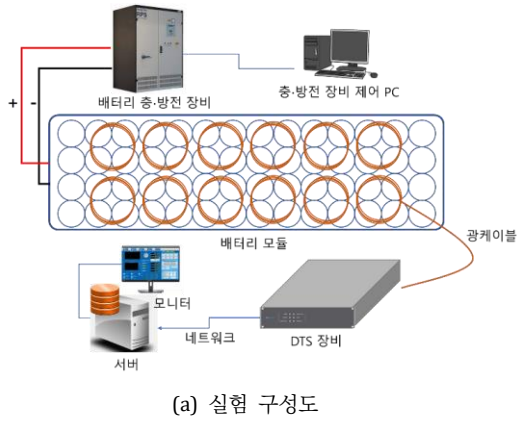 +
-
배터리 충·방전 장비
충·방전 장비 제어 PC
배터리 모듈
광케이블
모니터
네트워크
DTS 장비
서버
(a) 실험 구성도